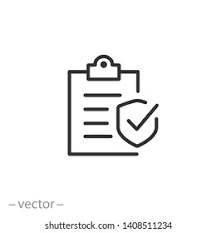 – vector –
shutterstock.com · 1408511234